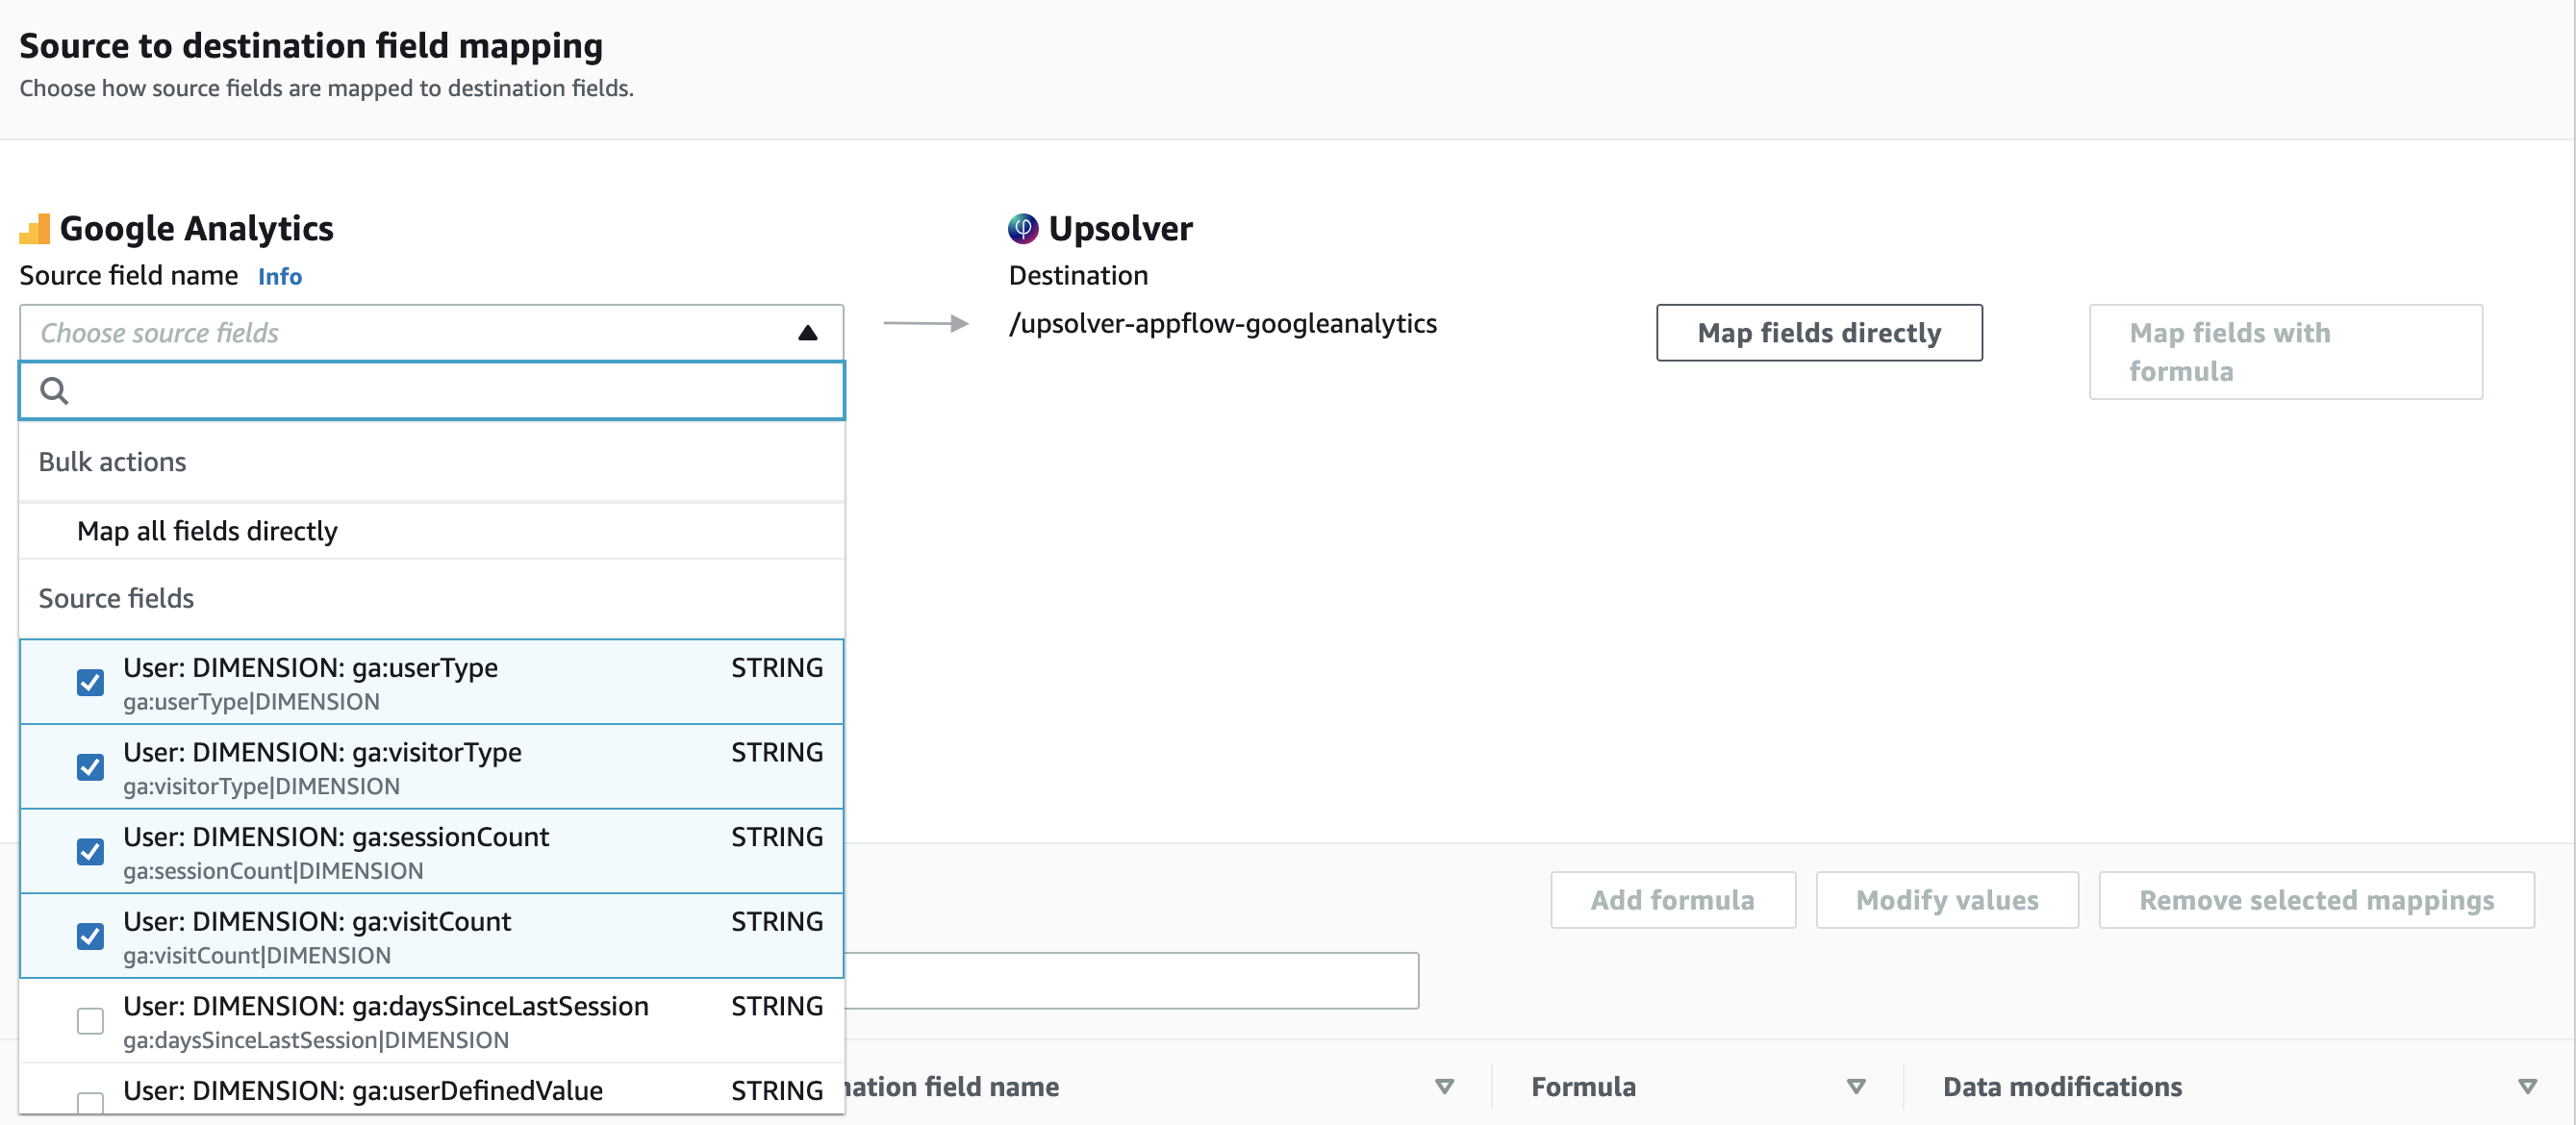 Source to destination field mapping
Choose how source fields are mapped to destination fields.
Google Analytics
Source field name Info
Choose source fields
Upsolver
Destination
/upsolver-appflow-googleanalytics
Map fields directly
Map fields with
formula
Bulk actions
Map all fields directly
Source fields
User: DIMENSION: ga:userType STRING
ga:userType|DIMENSION
User: DIMENSION: ga:visitorType STRING
ga:visitorType|DIMENSION
User: DIMENSION: ga:sessionCount STRING
ga:sessionCount|DIMENSION
User: DIMENSION: ga:visitCount STRING
ga:visitCount|DIMENSION
User: DIMENSION: ga:daysSinceLastSession STRING
ga:daysSinceLastSession|DIMENSION
User: DIMENSION: ga:userDefinedValue STRING
Add formula
Modify values
Remove selected mappings
nation field name
Formula
Data modifications